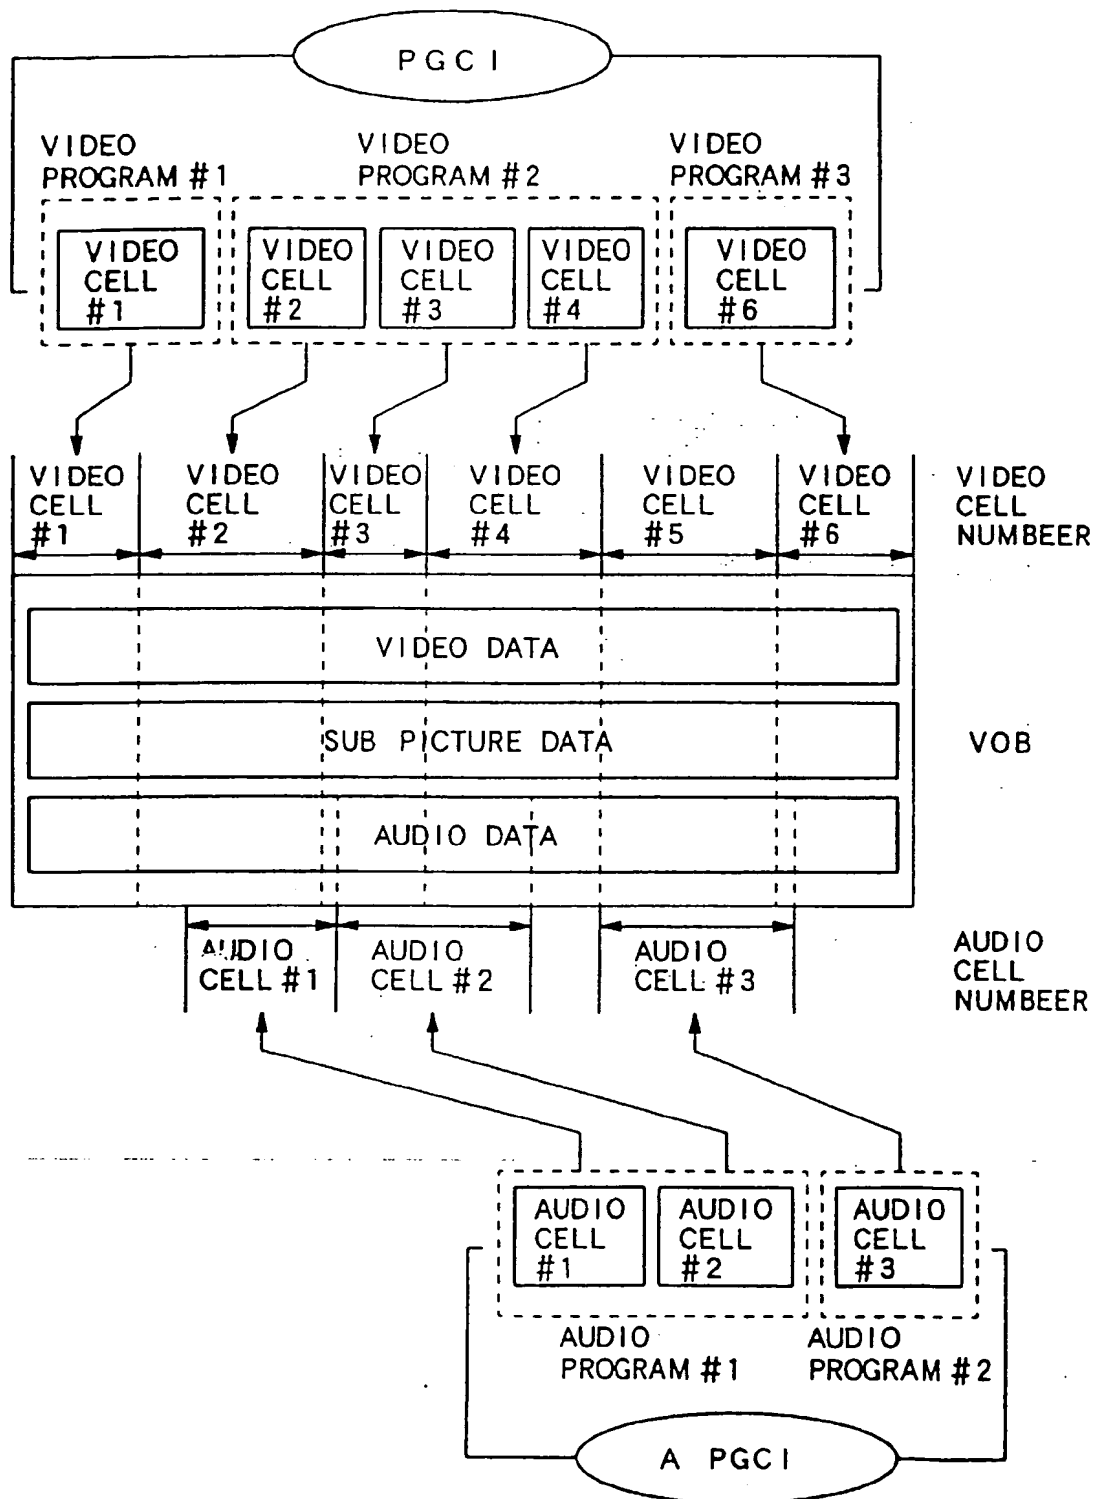 PGCI
VIDEO PROGRAM #1
VIDEO PROGRAM #2
VIDEO PROGRAM #3
VIDEO CELL #1
VIDEO CELL #2
VIDEO CELL #3
VIDEO CELL #4
VIDEO CELL #6
VIDEO CELL #1
VIDEO CELL #2
VIDEO CELL #3
VIDEO CELL #4
VIDEO CELL #5
VIDEO CELL #6
VIDEO CELL NUMBEER
VIDEO DATA
SUB PICTURE DATA
VOB
AUDIO DATA
AUDIO CELL #1
AUDIO CELL #2
AUDIO CELL #3
AUDIO CELL NUMBEER
AUDIO CELL #1
AUDIO CELL #2
AUDIO CELL #3
AUDIO PROGRAM #1
AUDIO PROGRAM #2
A PGCI